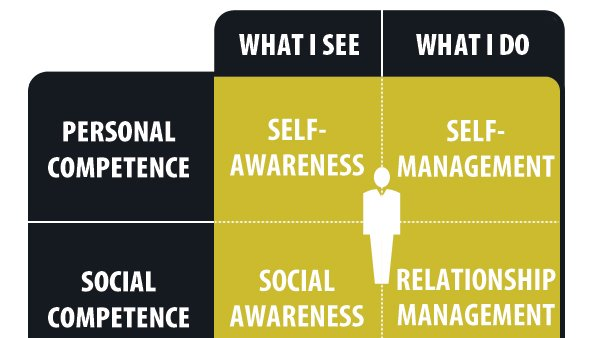 WHAT I SEE
WHAT I DO
PERSONAL
COMPETENCE
SELF-
AWARENESS
SELF-
MANAGEMENT
SOCIAL
COMPETENCE
SOCIAL
AWARENESS
RELATIONSHIP
MANAGEMENT